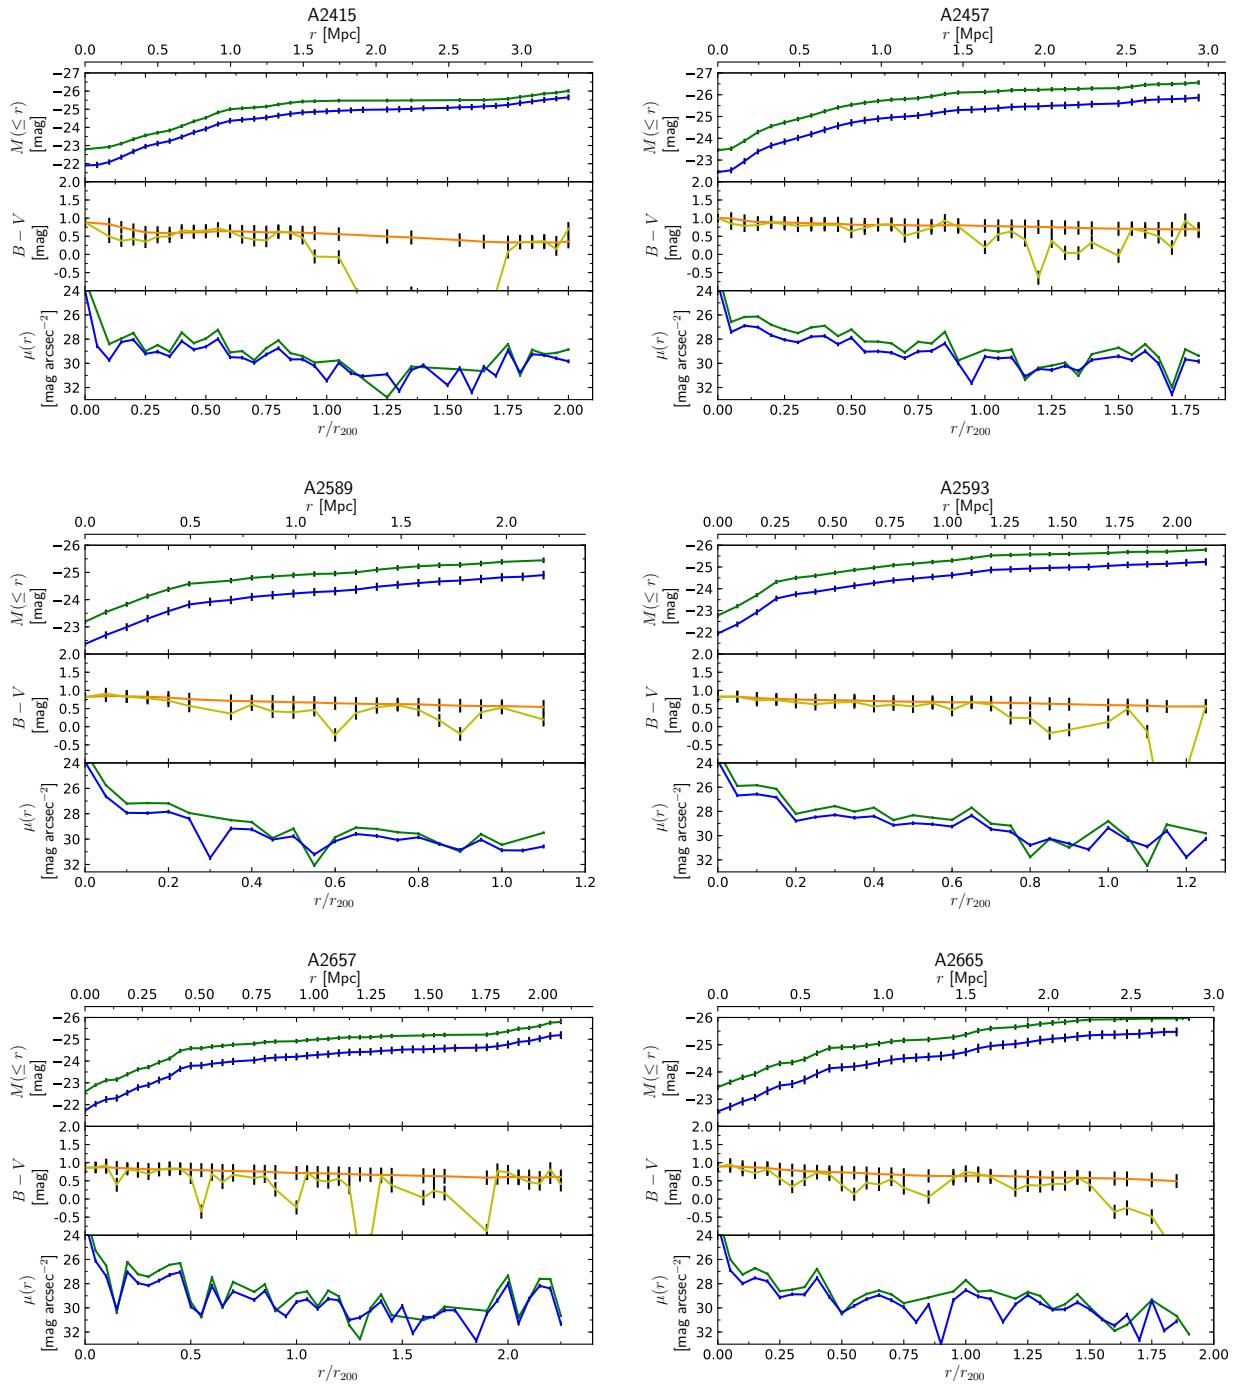 A2415
r [Mpc]
0.0 0.5 1.0 1.5 2.0 2.5 3.0
−27
−26
−25
−24
−23
−22
M(≤ r)
[mag]
2.0
1.5
1.0
0.5
0.0
-0.5
B − V
[mag]
24
26
28
30
32
μ(r)
[mag arcsec−2]
0.00 0.25 0.50 0.75 1.00 1.25 1.50 1.75 2.00
r/r200
A2457
r [Mpc]
0.0 0.5 1.0 1.5 2.0 2.5 3.0
−27
−26
−25
−24
−23
M(≤ r)
[mag]
2.0
1.5
1.0
0.5
0.0
-0.5
B − V
[mag]
24
26
28
30
32
μ(r)
[mag arcsec−2]
0.00 0.25 0.50 0.75 1.00 1.25 1.50 1.75
r/r200
A2589
r [Mpc]
0.0 0.5 1.0 1.5 2.0
−26
−25
−24
−23
M(≤ r)
[mag]
2.0
1.5
1.0
0.5
0.0
-0.5
B − V
[mag]
24
26
28
30
32
μ(r)
[mag arcsec−2]
0.0 0.2 0.4 0.6 0.8 1.0 1.2
r/r200
A2593
r [Mpc]
0.00 0.25 0.50 0.75 1.00 1.25 1.50 1.75 2.00
−26
−25
−24
−23
−22
M(≤ r)
[mag]
2.0
1.5
1.0
0.5
0.0
-0.5
B − V
[mag]
24
26
28
30
32
μ(r)
[mag arcsec−2]
0.0 0.2 0.4 0.6 0.8 1.0 1.2
r/r200
A2657
r [Mpc]
0.00 0.25 0.50 0.75 1.00 1.25 1.50 1.75 2.00
−26
−25
−24
−23
−22
M(≤ r)
[mag]
2.0
1.5
1.0
0.5
0.0
-0.5
B − V
[mag]
24
26
28
30
32
μ(r)
[mag arcsec−2]
0.0 0.5 1.0 1.5 2.0
r/r200
A2665
r [Mpc]
0.0 0.5 1.0 1.5 2.0 2.5 3.0
−26
−25
−24
−23
−22
M(≤ r)
[mag]
2.0
1.5
1.0
0.5
0.0
-0.5
B − V
[mag]
24
26
28
30
32
μ(r)
[mag arcsec−2]
0.00 0.25 0.50 0.75 1.00 1.25 1.50 1.75 2.00
r/r200